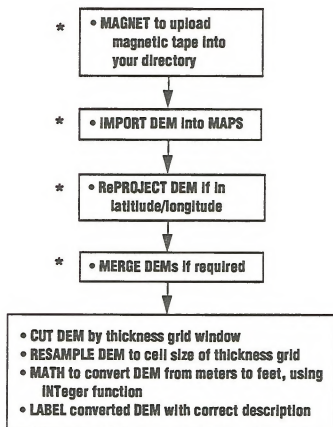 * • MAGNET to upload
magnetic tape into
your directory
* • IMPORT DEM into MAPS
* • RePROJECT DEM if in
latitiude/longitude
* • MERGE DEMs if required
• CUT DEM by thickness grid window
• RESAMPLE DEM to cell size of thickness grid
• MATH to convert DEM from meters to feet, using
INTeger function
• LABEL converted DEM with correct description